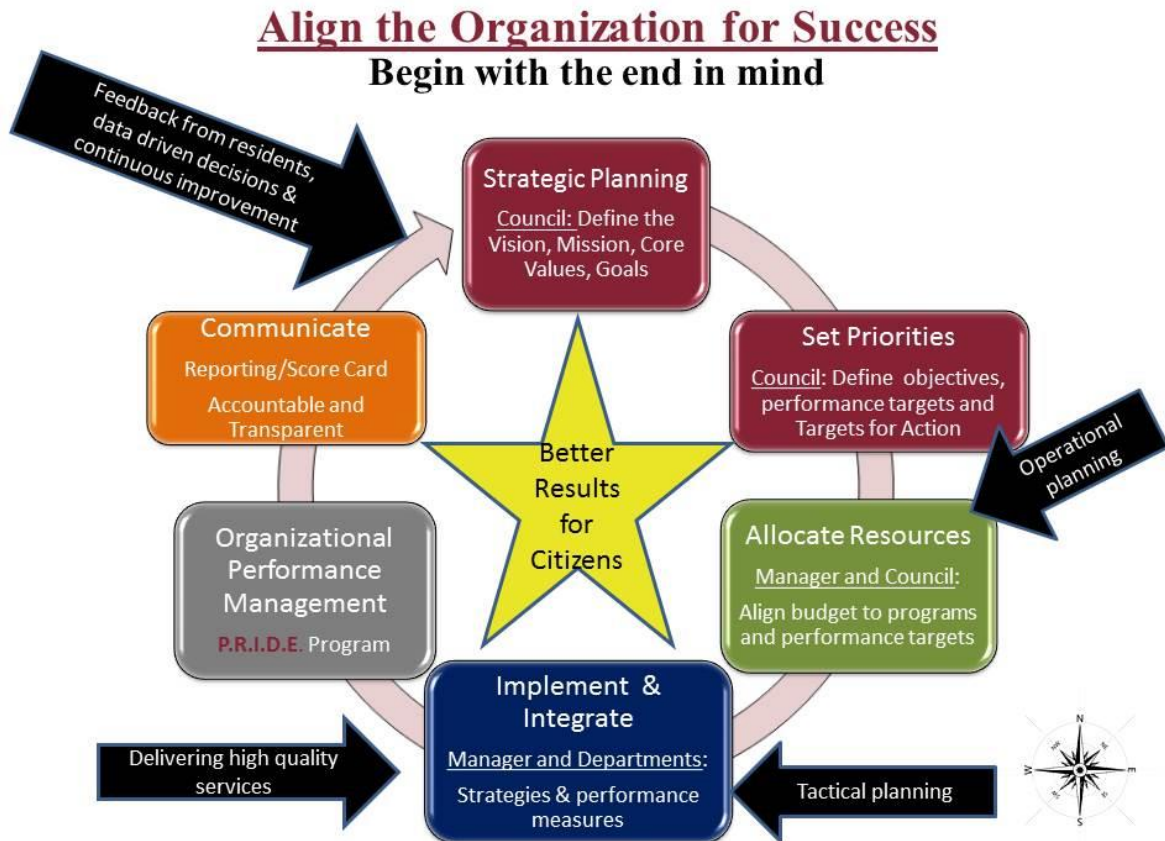 Align the Organization for Success
Begin with the end in mind
Feedback from residents,
data driven decisions &
continuous improvement
Strategic Planning
Council: Define the
Vision, Mission, Core
Values, Goals
Communicate
Reporting/Score Card
Accountable and
Transparent
Set Priorities
Council: Define objectives,
performance targets and
Targets for Action
Operational
planning
Better
Results
for
Citizens
Organizational
Performance
Management
P.R.I.D.E. Program
Allocate Resources
Manager and Council:
Align budget to programs
and performance targets
Implement &
Integrate
Manager and Departments:
Strategies & performance
measures
Delivering high quality
services
Tactical planning
N
NW
NE
W
E
SW
SE
S